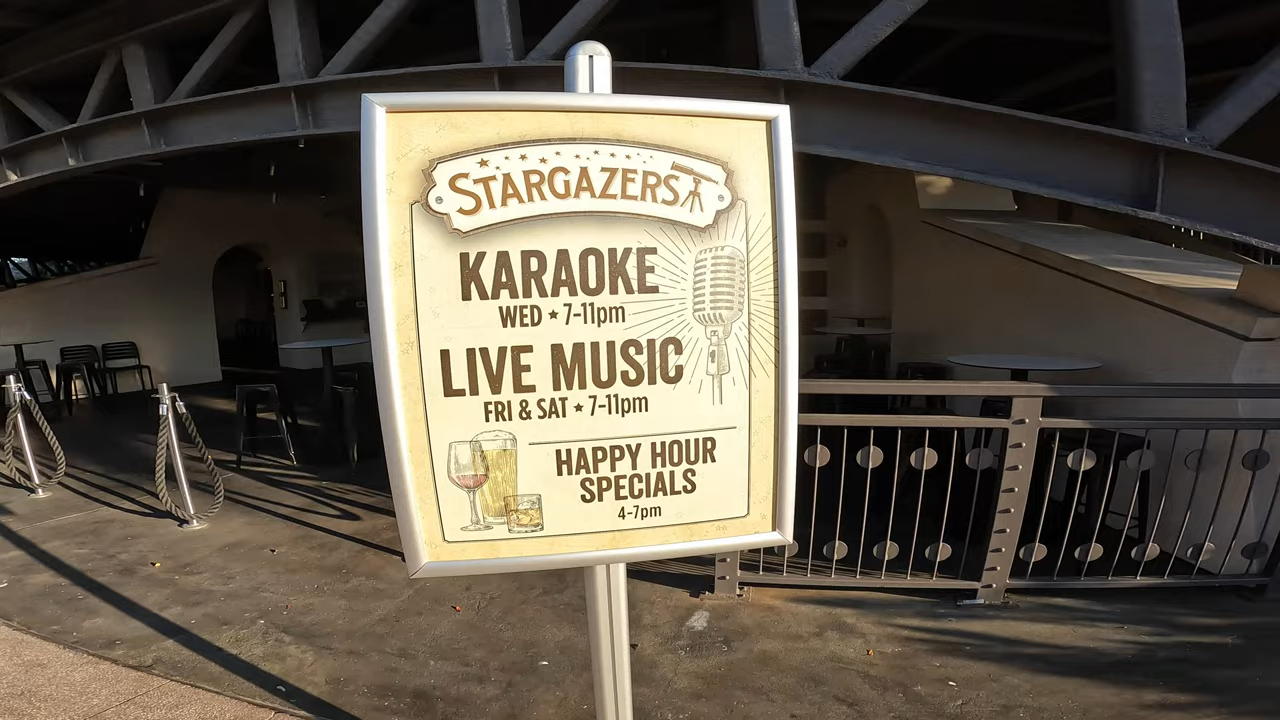 STARGAZERS
KARAOKE
WED ★ 7-11pm
LIVE MUSIC
FRI & SAT ★ 7-11pm
HAPPY HOUR
SPECIALS
4-7pm